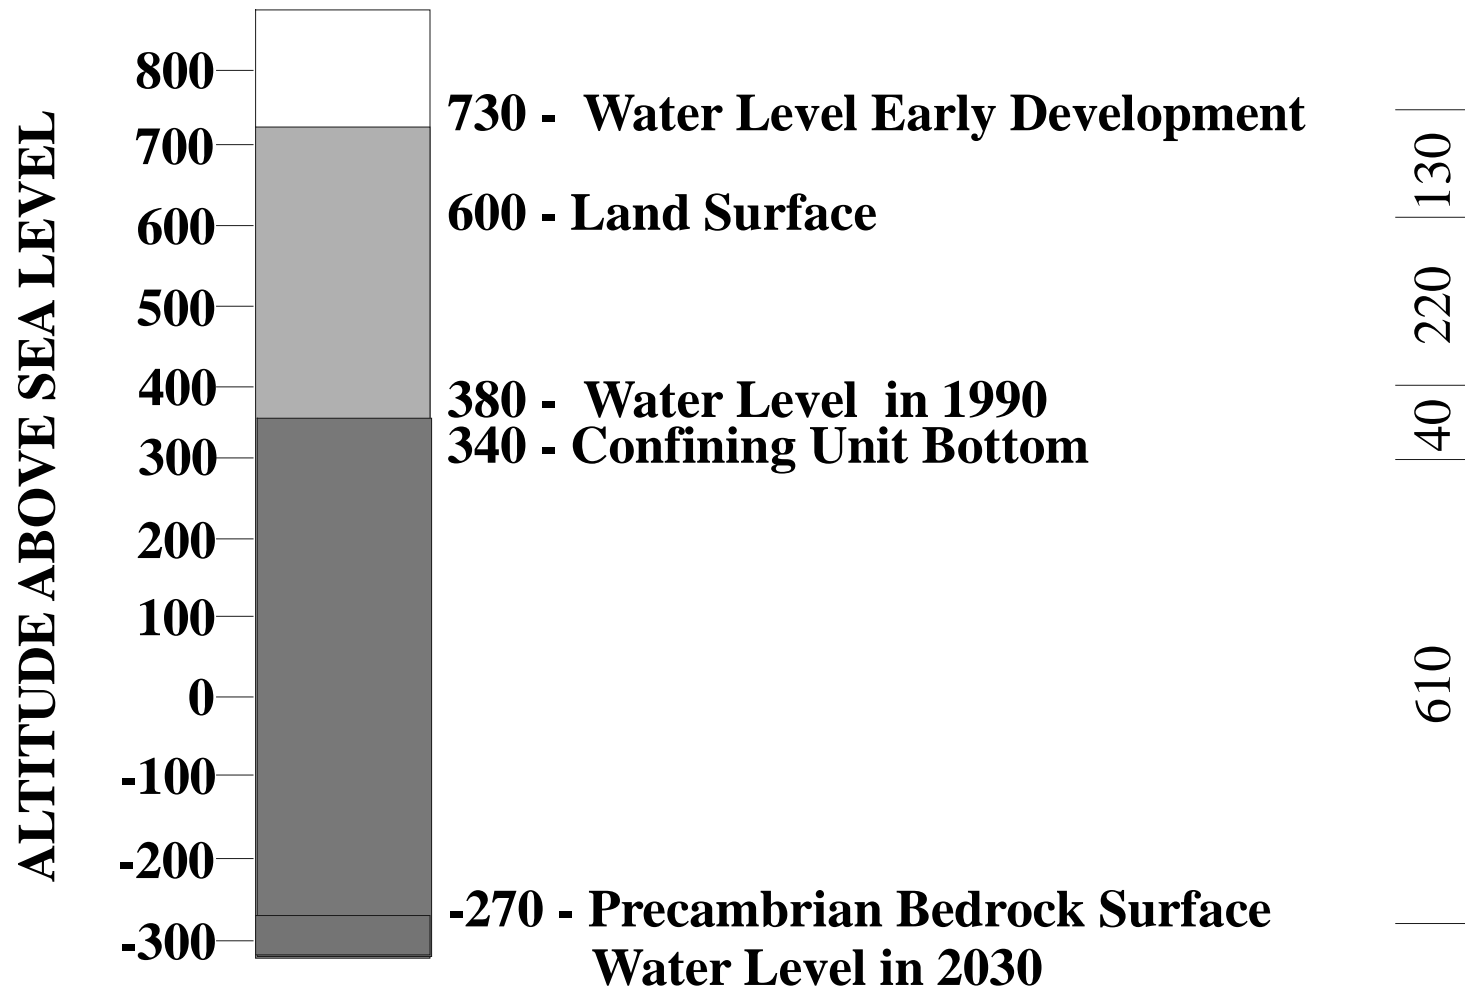 ALTITUDE ABOVE SEA LEVEL
800
700
600
500
400
300
200
100
0
-100
-200
-300
730 - Water Level Early Development
600 - Land Surface
380 - Water Level in 1990
340 - Confining Unit Bottom
-270 - Precambrian Bedrock Surface
Water Level in 2030
130
220
40
610